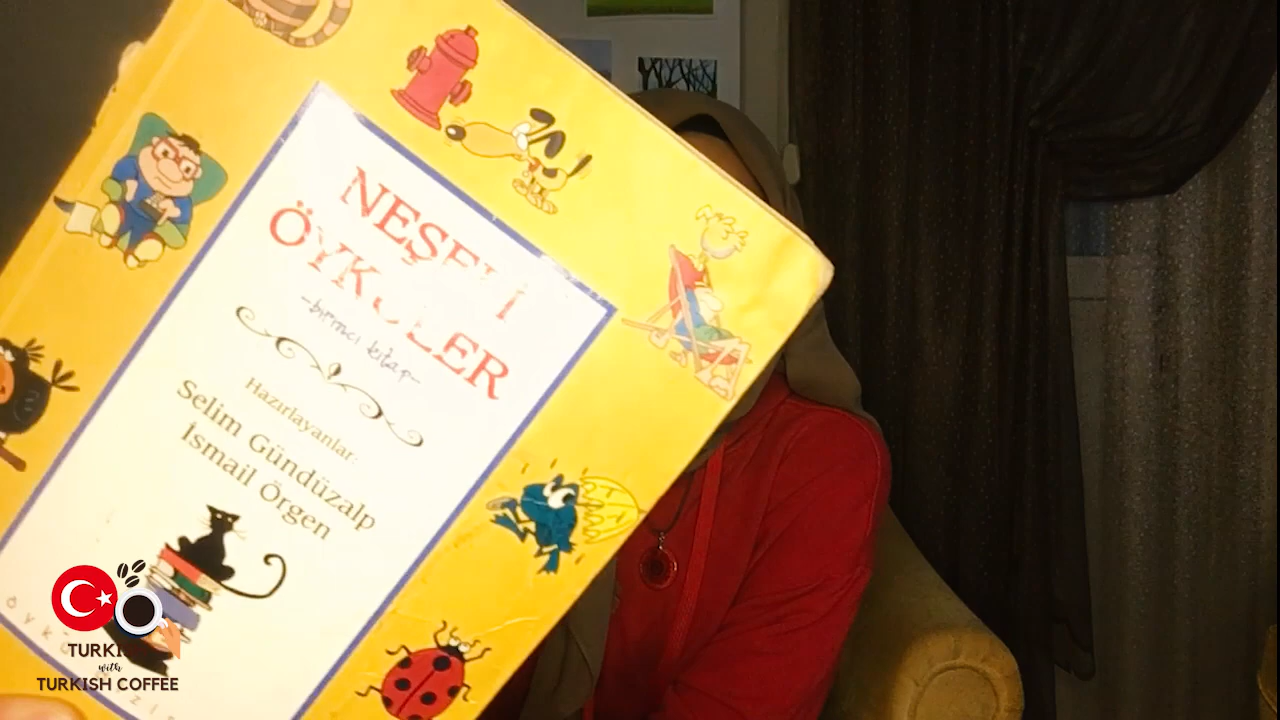 NEŞELİ
ÖYKÜLER
-birinci kitap-
Hazırlayanlar:
Selim Gündüzalp
İsmail Örgen
TURKISH
with
TURKISH COFFEE